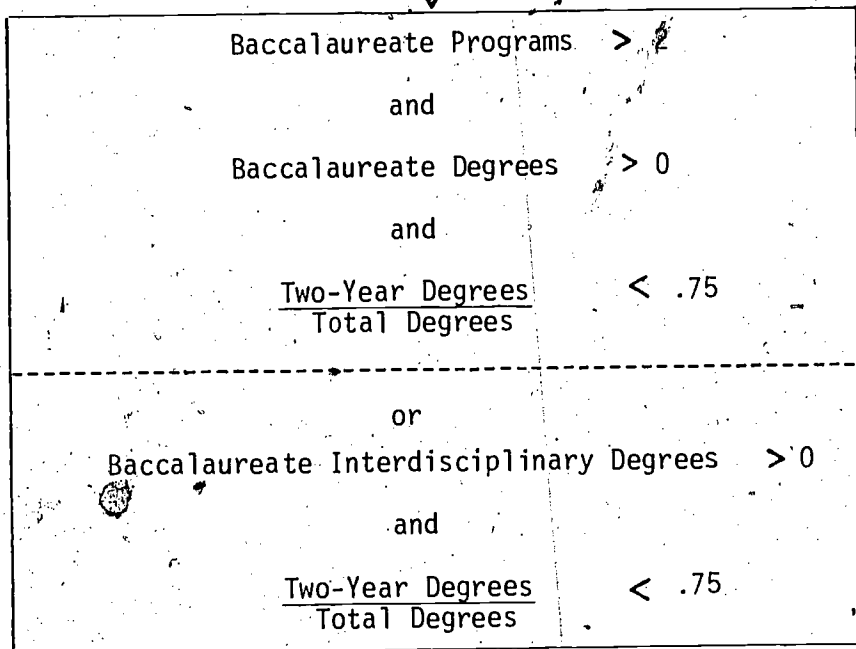 Baccalaureate Programs > 2
and
Baccalaureate Degrees > 0
and
Two-Year Degrees < .75
Total Degrees
or
Baccalaureate Interdisciplinary Degrees > 0
and
Two-Year Degrees < .75
Total Degrees